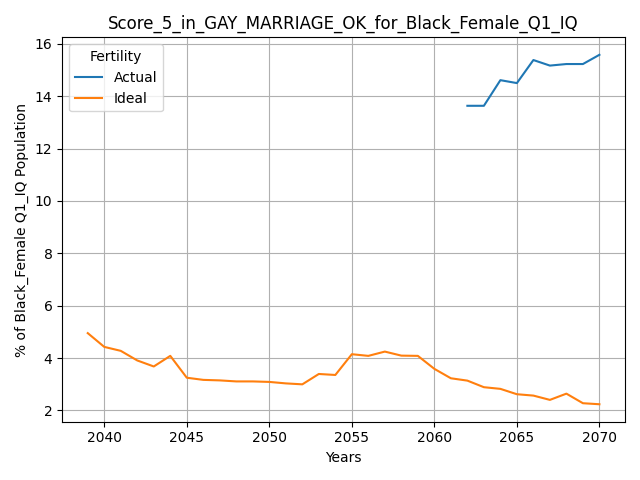 Score_5_in_GAY_MARRIAGE_OK_for_Black_Female_Q1_IQ
Fertility
Actual
Ideal
% of Black_Female Q1_IQ Population
16
14
12
10
8
6
4
2
2040 2045 2050 2055 2060 2065 2070
Years